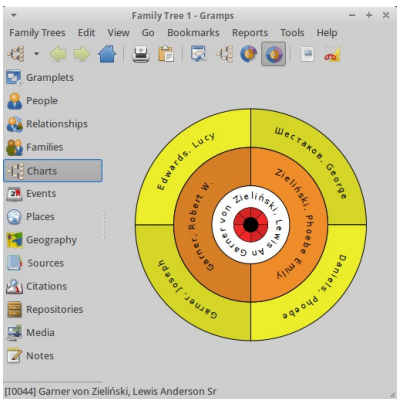 Family Tree 1 - Gramps
Family Trees Edit View Go Bookmarks Reports Tools Help
Gramplets
People
Relationships
Families
Charts
Events
Places
Geography
Sources
Citations
Repositories
Media
Notes
Edwards, Lucy
Шестаков, George
Garner, Robert W.
Zieliński, Phoebe Emily
Garner von Zieliński, Lewis An
Garner, Joseph
Daniels, Phoebe
[I0044] Garner von Zieliński, Lewis Anderson Sr